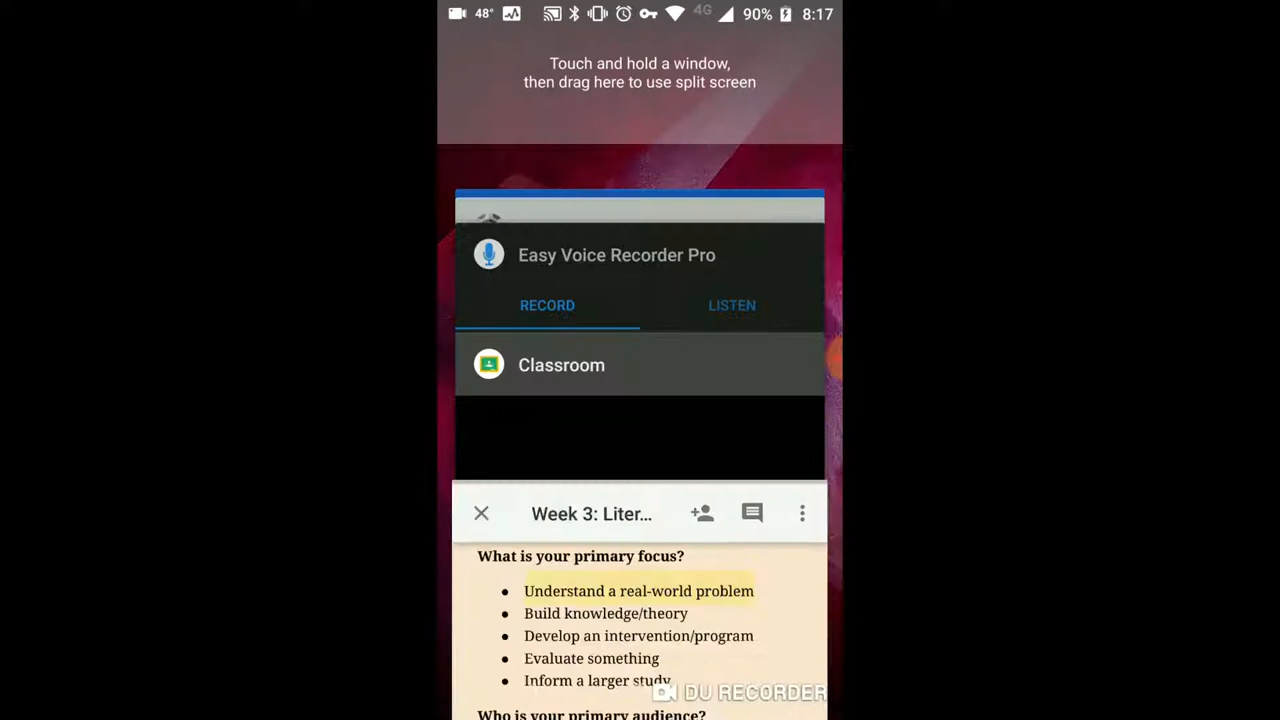 48° 4G 90% 8:17
Touch and hold a window,
then drag here to use split screen
Easy Voice Recorder Pro
RECORD LISTEN
Classroom
Week 3: Liter...
What is your primary focus?
● Understand a real-world problem
● Build knowledge/theory
● Develop an intervention/program
● Evaluate something
● Inform a larger study
DU RECORDER
Who is your primary audience?